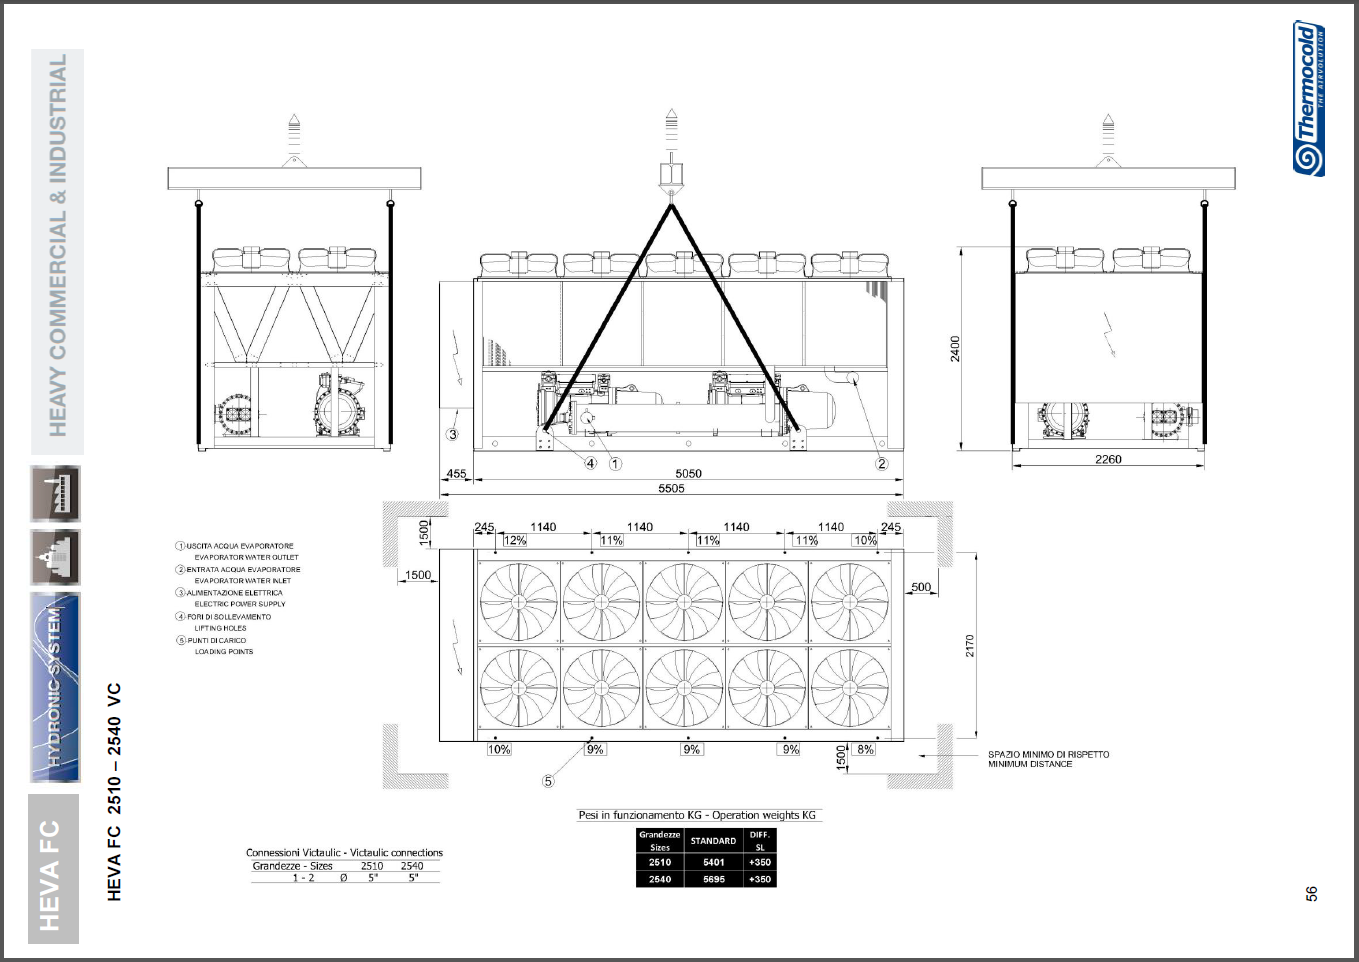 HEAVY COMMERCIAL & INDUSTRIAL
HYDRONIC SYSTEM
HEVA FC
HEVA FC 2510 – 2540 VC
Thermocold
THE AIRVOLUTION
2400
2260
3
4
1
2
455
5050
5505
1500
245
1140
1140
1140
1140
245
12%
11%
11%
11%
10%
1500
500
2170
10%
9%
9%
9%
8%
1500
5
1 USCITA ACQUA EVAPORATORE
EVAPORATOR WATER OUTLET
2 ENTRATA ACQUA EVAPORATORE
EVAPORATOR WATER INLET
3 ALIMENTAZIONE ELETTRICA
ELECTRIC POWER SUPPLY
4 FORI DI SOLLEVAMENTO
LIFTING HOLES
5 PUNTI DI CARICO
LOADING POINTS
SPAZIO MINIMO DI RISPETTO
MINIMUM DISTANCE
Pesi in funzionamento KG - Operation weights KG
Grandezze Sizes STANDARD DIFF. SL
2510 5401 +350
2540 5695 +350
Connessioni Victaulic - Victaulic connections
Grandezze - Sizes 2510 2540
1 - 2 Ø 5" 5"
56